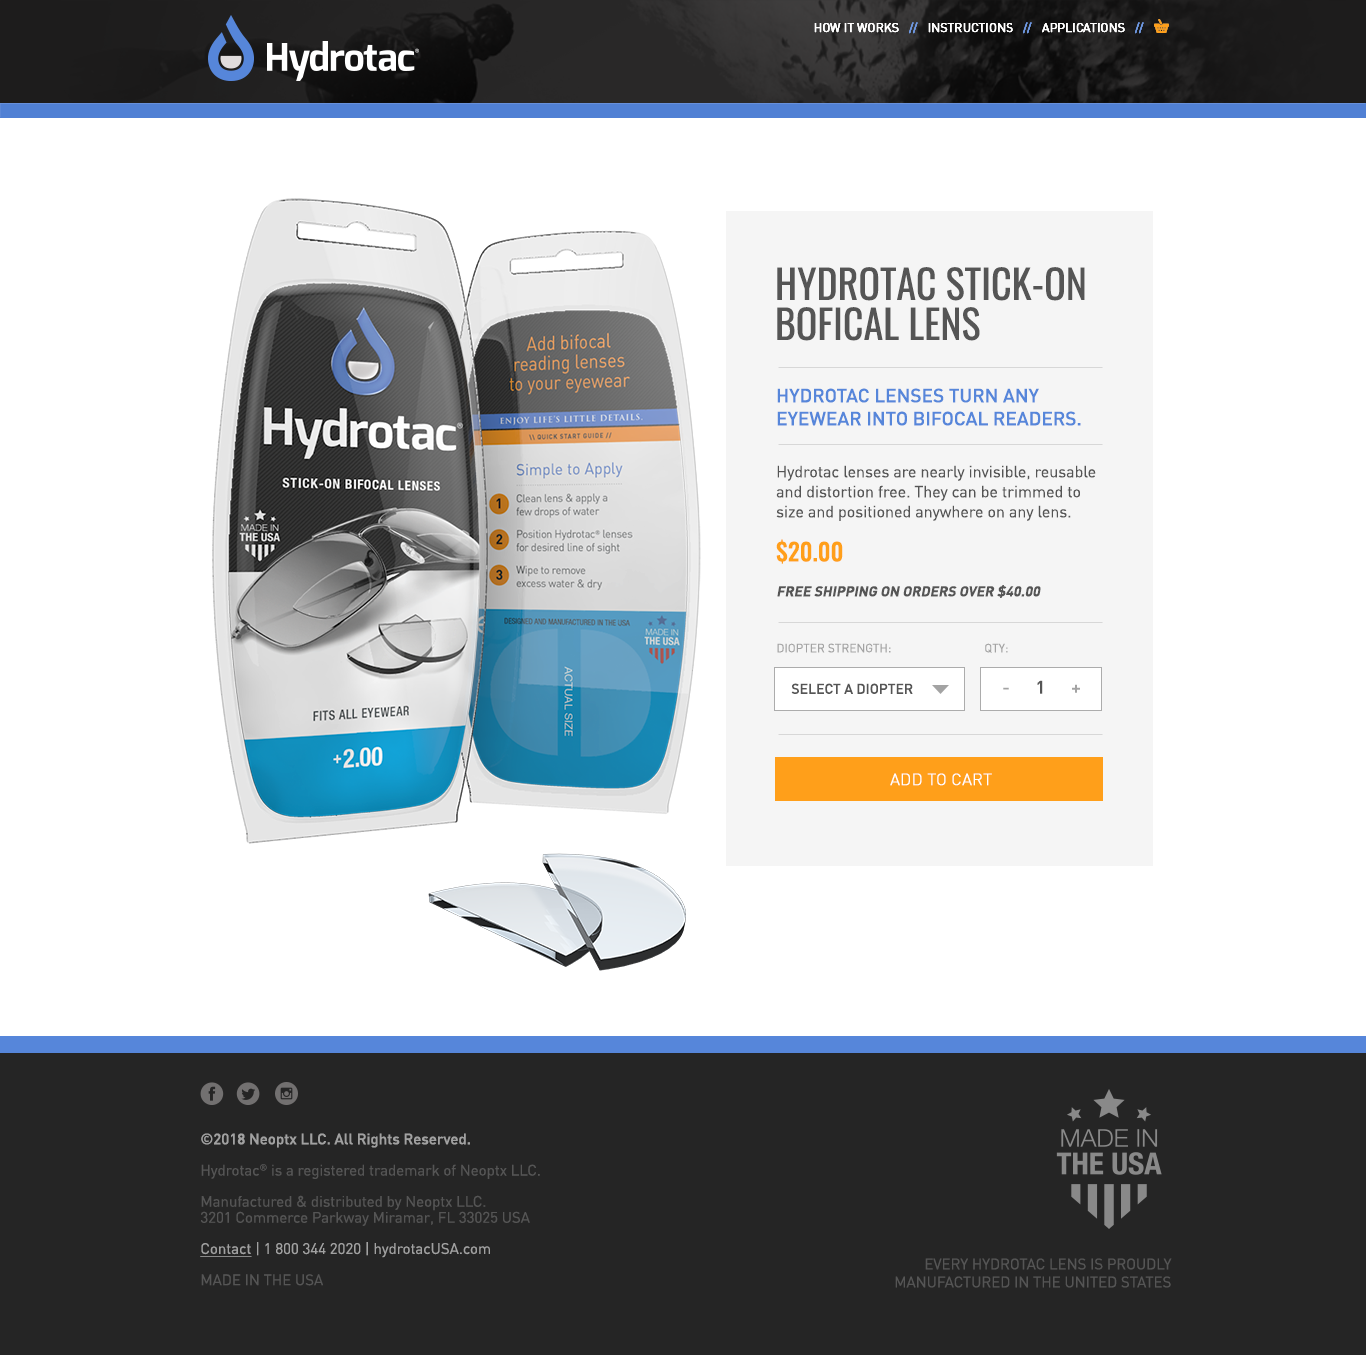 Hydrotac®
HOW IT WORKS // INSTRUCTIONS // APPLICATIONS //
Hydrotac®
STICK-ON BIFOCAL LENSES
MADE IN
THE USA
FITS ALL EYEWEAR
+2.00
Add bifocal
reading lenses
to your eyewear
ENJOY LIFE'S LITTLE DETAILS.
\\ QUICK START GUIDE //
Simple to Apply
1 Clean lens & apply a
few drops of water
2 Position Hydrotac® lenses
for desired line of sight
3 Wipe to remove
excess water & dry
DESIGNED AND MANUFACTURED IN THE USA
MADE IN
THE USA
ACTUAL SIZE
HYDROTAC STICK-ON
BOFICAL LENS
HYDROTAC LENSES TURN ANY
EYEWEAR INTO BIFOCAL READERS.
Hydrotac lenses are nearly invisible, reusable
and distortion free. They can be trimmed to
size and positioned anywhere on any lens.
$20.00
FREE SHIPPING ON ORDERS OVER $40.00
DIOPTER STRENGTH: QTY:
SELECT A DIOPTER - 1 +
ADD TO CART
©2018 Neoptx LLC. All Rights Reserved.
Hydrotac® is a registered trademark of Neoptx LLC.
Manufactured & distributed by Neoptx LLC.
3201 Commerce Parkway Miramar, FL 33025 USA
Contact | 1 800 344 2020 | hydrotacUSA.com
MADE IN THE USA
MADE IN
THE USA
EVERY HYDROTAC LENS IS PROUDLY
MANUFACTURED IN THE UNITED STATES